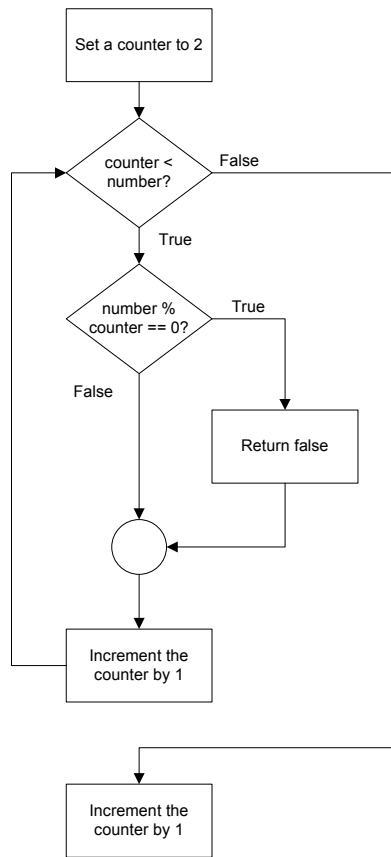 Set a counter to 2
counter <
number?
False
True
number %
counter == 0?
True
False
Return false
Increment the
counter by 1
Increment the
counter by 1